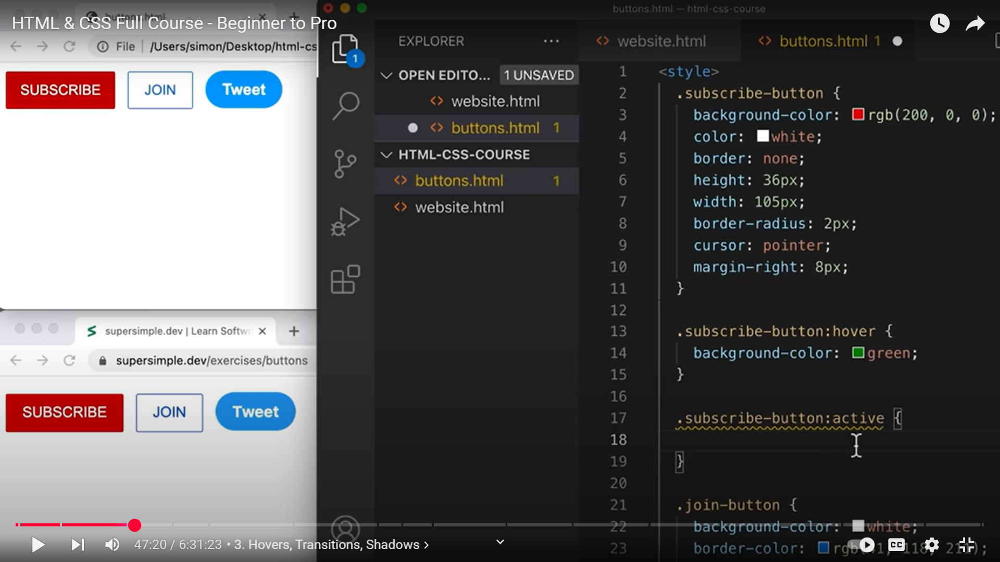 HTML & CSS Full Course - Beginner to Pro
File | /Users/simon/Desktop/html-cs
SUBSCRIBE
JOIN
Tweet
supersimple.dev | Learn Softw
supersimple.dev/exercises/buttons
SUBSCRIBE
JOIN
Tweet
buttons.html — html-css-course
1
EXPLORER
OPEN EDITO... 1 UNSAVED
website.html
buttons.html 1
HTML-CSS-COURSE
buttons.html 1
website.html
website.html
buttons.html 1
1 <style>
2 .subscribe-button {
3 background-color: rgb(200, 0, 0);
4 color: white;
5 border: none;
6 height: 36px;
7 width: 105px;
8 border-radius: 2px;
9 cursor: pointer;
10 margin-right: 8px;
11 }
12
13 .subscribe-button:hover {
14 background-color: green;
15 }
16
17 .subscribe-button:active {
18
19 }
20
21 .join-button {
22 background-color: white;
23 border-color:
47:20 / 6:31:23 • 3. Hovers, Transitions, Shadows
CC